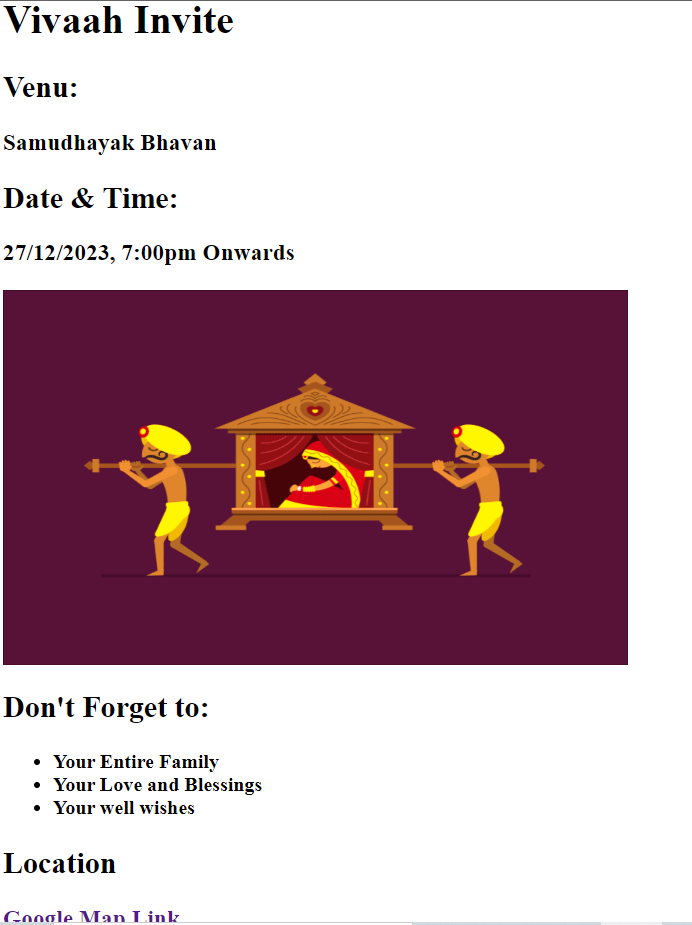 Vivaah Invite
Venu:
Samudhayak Bhavan
Date & Time:
27/12/2023, 7:00pm Onwards
Don't Forget to:
Your Entire Family
Your Love and Blessings
Your well wishes
Location
Google Map Link